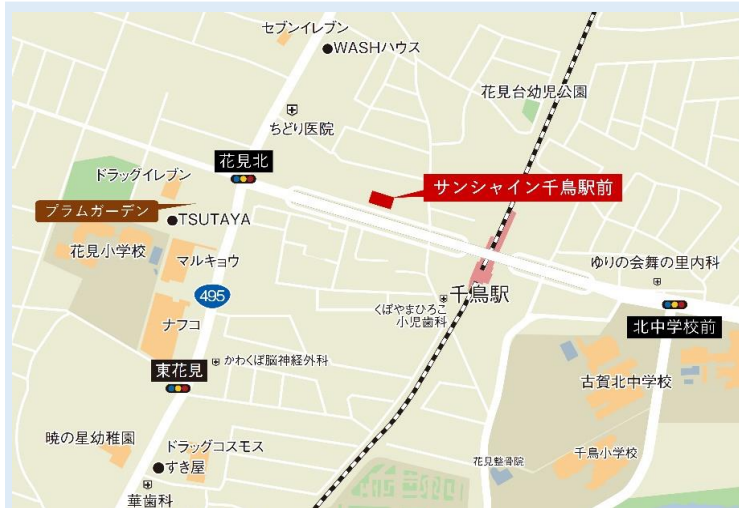 セブンイレブン
WASHハウス
花見台幼児公園
ちどり医院
花見北
ドラッグイレブン
サンシャイン千鳥駅前
プラムガーデン
TSUTAYA
花見小学校
マルキョウ
ゆりの会舞の里内科
495
千鳥駅
くぼやまひろこ
小児歯科
ナフコ
北中学校前
東花見
かわくぼ脳神経外科
古賀北中学校
暁の星幼稚園
ドラッグコスモス
すき屋
花見整骨院
千鳥小学校
華歯科